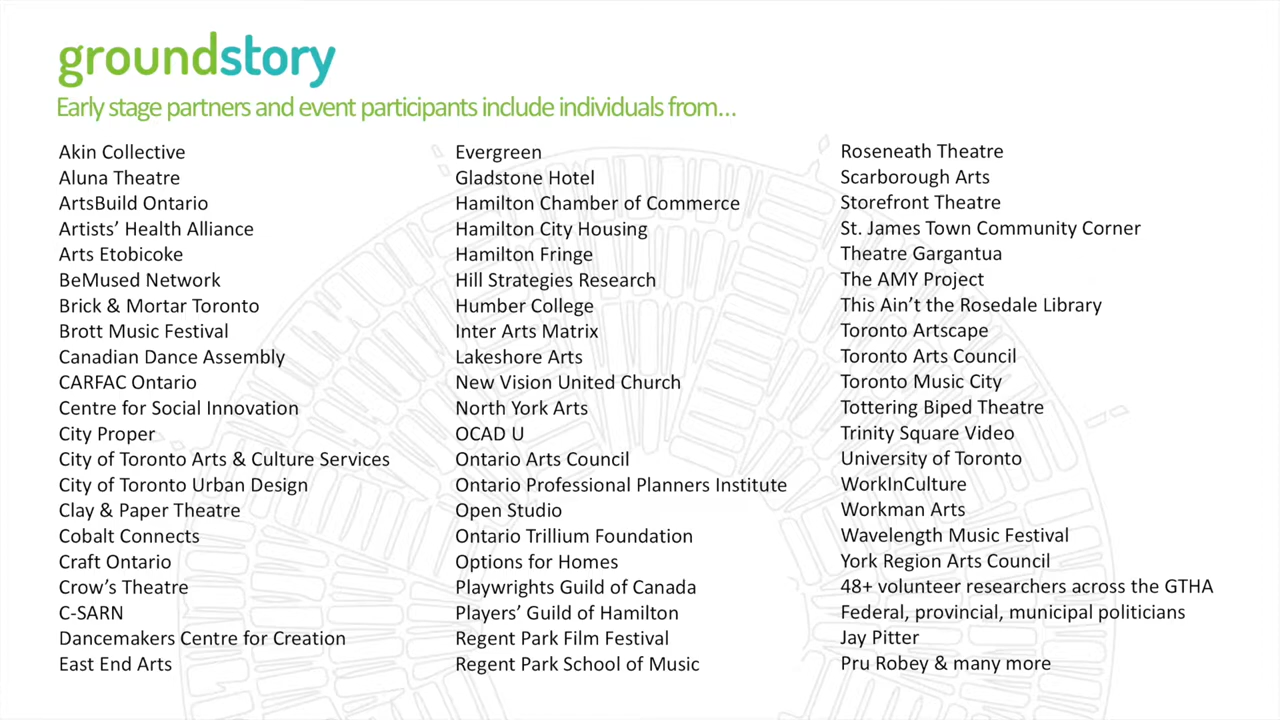 groundstory
Early stage partners and event participants include individuals from...
Akin Collective
Aluna Theatre
ArtsBuild Ontario
Artists’ Health Alliance
Arts Etobicoke
BeMused Network
Brick & Mortar Toronto
Brott Music Festival
Canadian Dance Assembly
CARFAC Ontario
Centre for Social Innovation
City Proper
City of Toronto Arts & Culture Services
City of Toronto Urban Design
Clay & Paper Theatre
Cobalt Connects
Craft Ontario
Crow’s Theatre
C-SARN
Dancemakers Centre for Creation
East End Arts
Evergreen
Gladstone Hotel
Hamilton Chamber of Commerce
Hamilton City Housing
Hamilton Fringe
Hill Strategies Research
Humber College
Inter Arts Matrix
Lakeshore Arts
New Vision United Church
North York Arts
OCAD U
Ontario Arts Council
Ontario Professional Planners Institute
Open Studio
Ontario Trillium Foundation
Options for Homes
Playwrights Guild of Canada
Players’ Guild of Hamilton
Regent Park Film Festival
Regent Park School of Music
Roseneath Theatre
Scarborough Arts
Storefront Theatre
St. James Town Community Corner
Theatre Gargantua
The AMY Project
This Ain’t the Rosedale Library
Toronto Artscape
Toronto Arts Council
Toronto Music City
Tottering Biped Theatre
Trinity Square Video
University of Toronto
WorkInCulture
Workman Arts
Wavelength Music Festival
York Region Arts Council
48+ volunteer researchers across the GTHA
Federal, provincial, municipal politicians
Jay Pitter
Pru Robey & many more